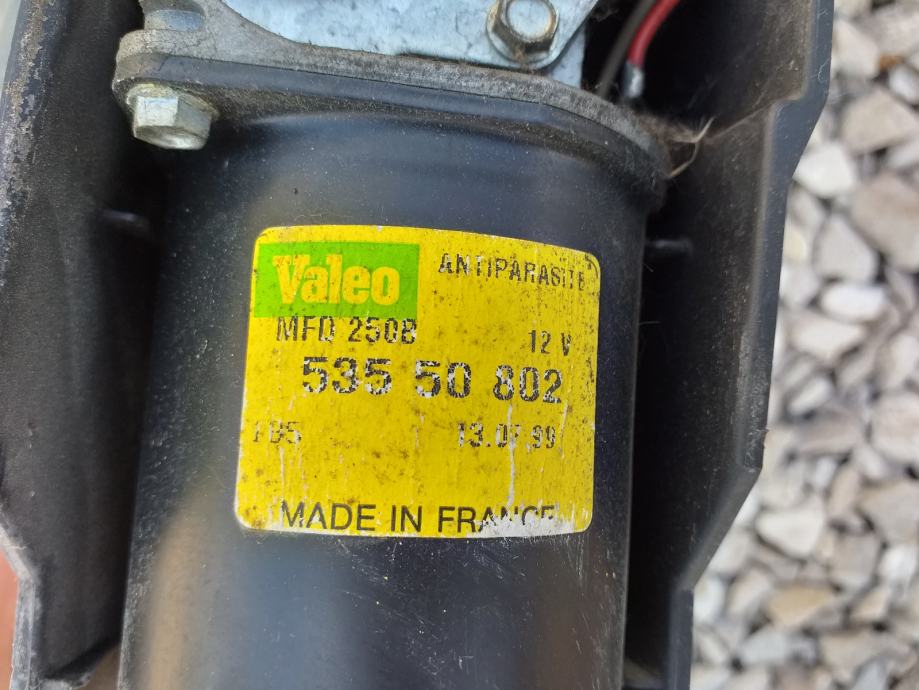 Valeo
ANTIPARASITE
MFD 250B
12 V
535 50 802
13.07.99
MADE IN FRANCE